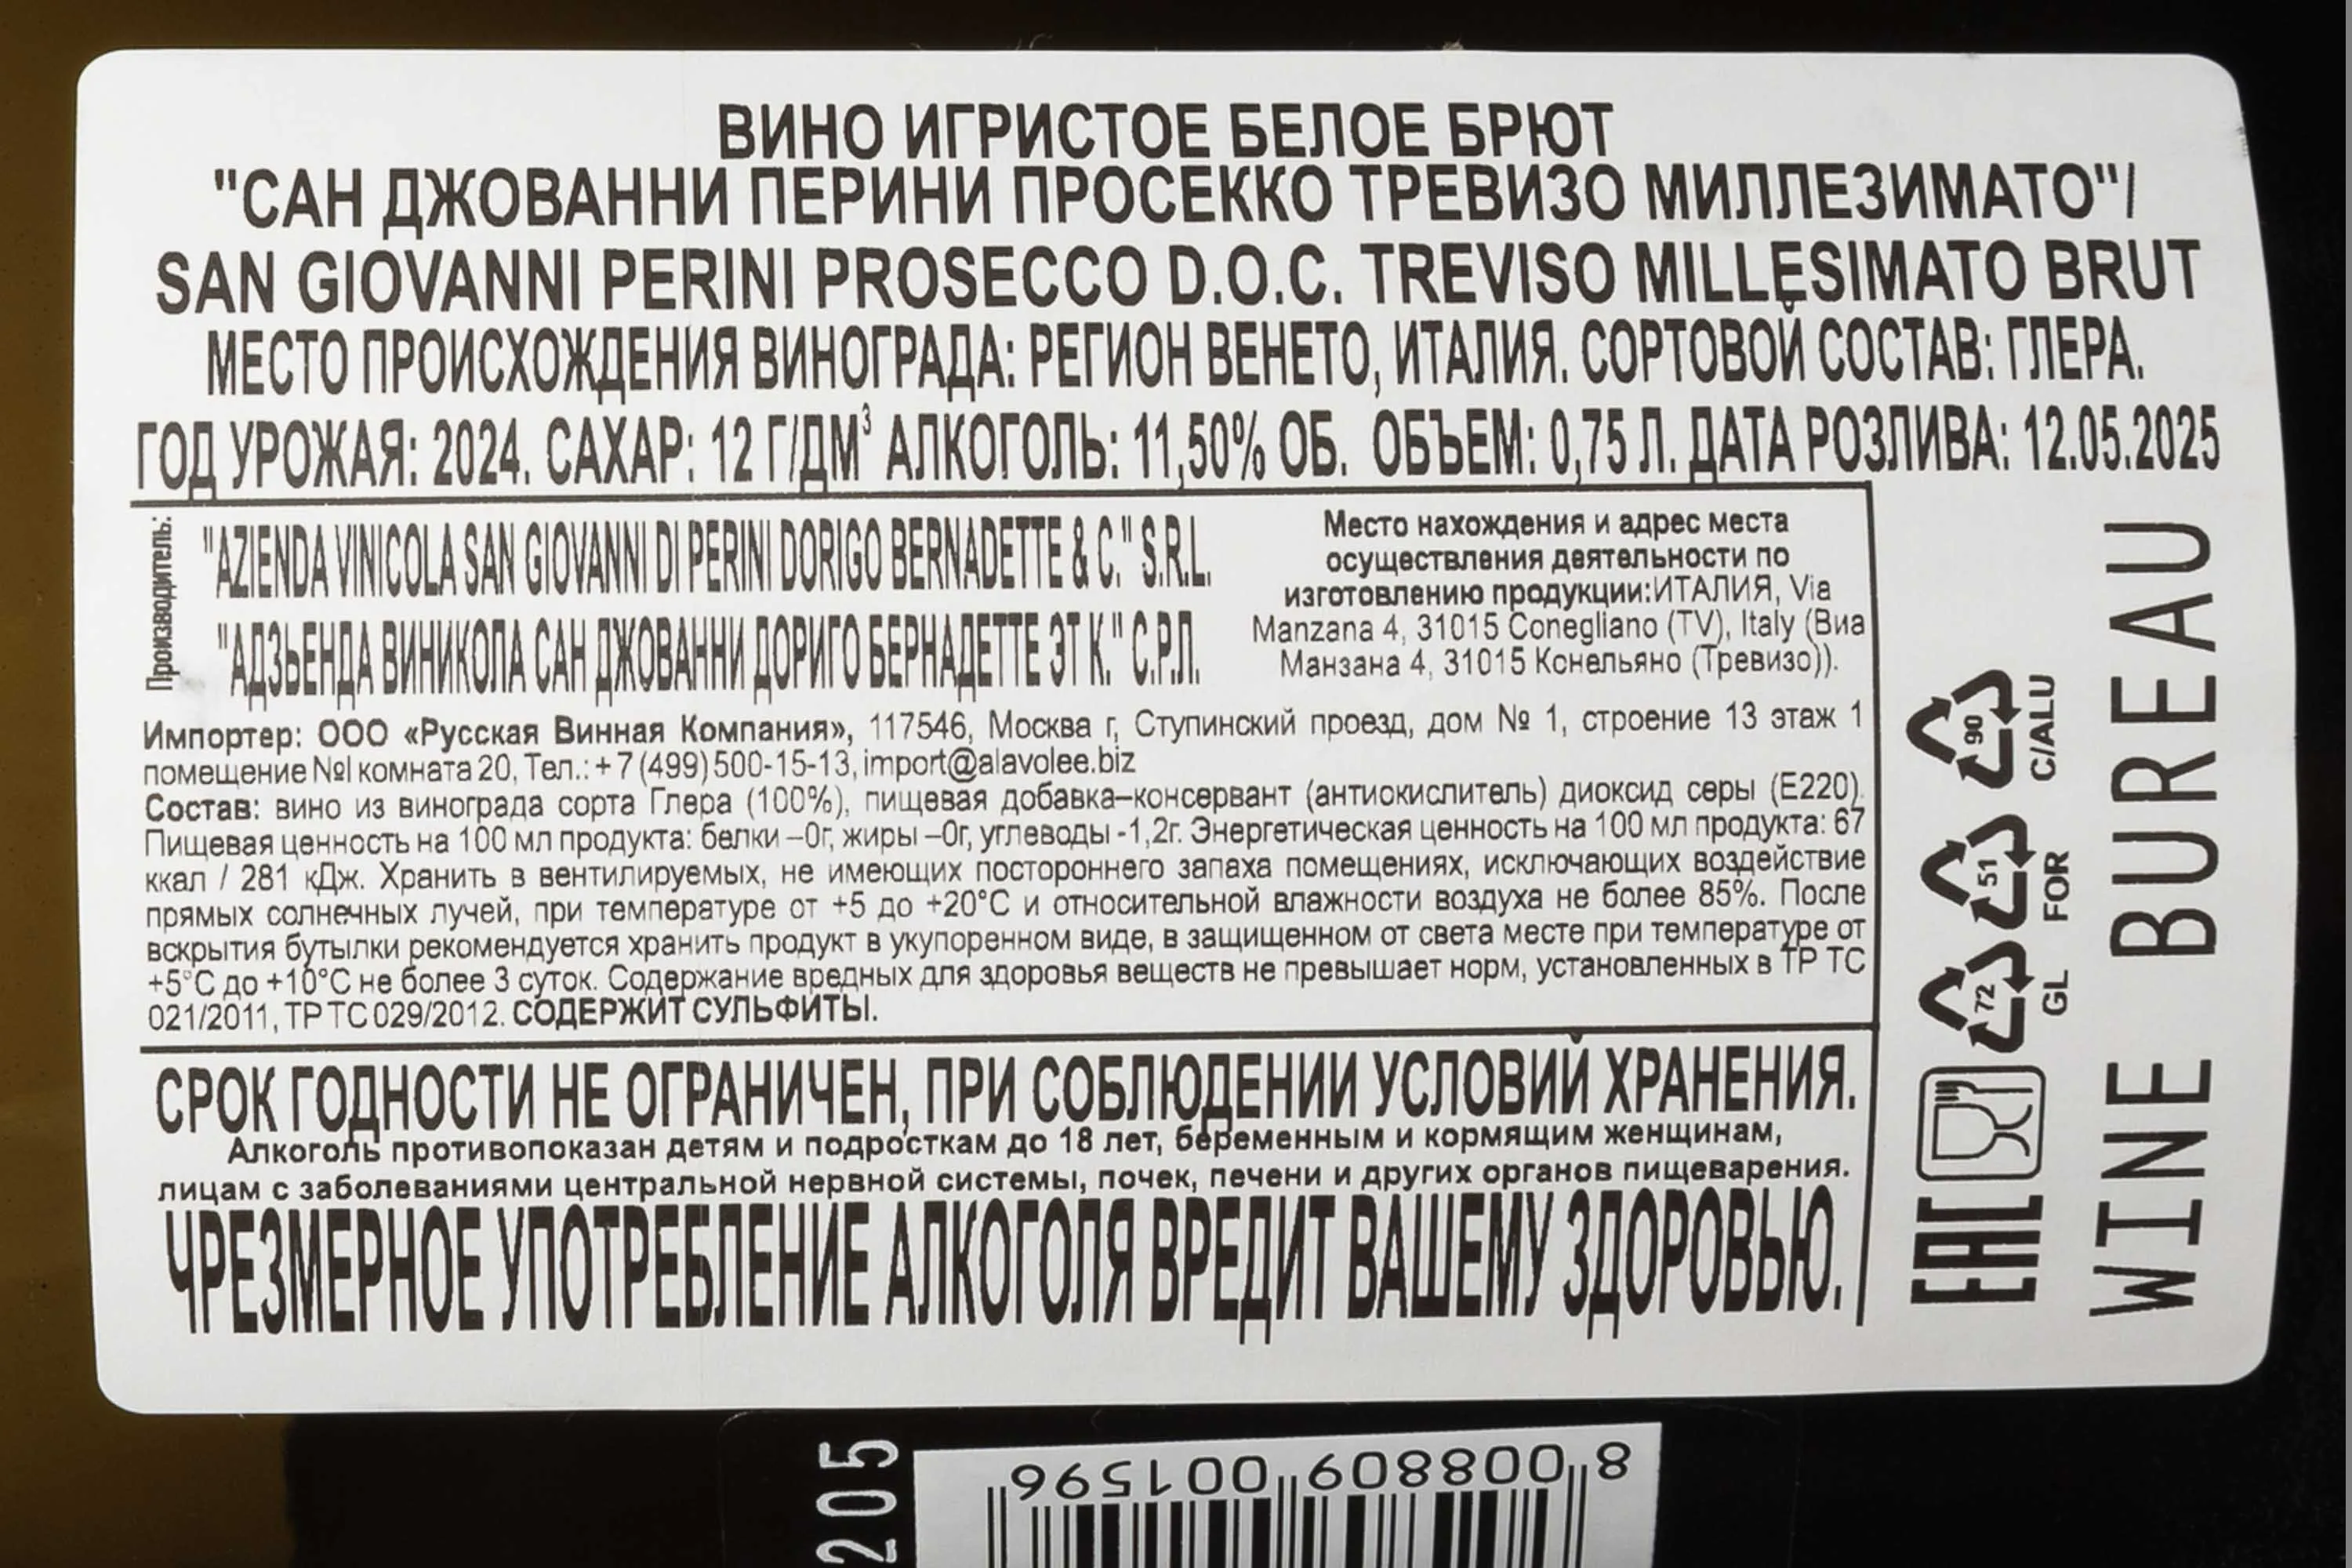 ВИНО ИГРИСТОЕ БЕЛОЕ БРЮТ
"САН ДЖОВАННИ ПЕРИНИ ПРОСЕККО ТРЕВИЗО МИЛЛЕЗИМАТО"/
SAN GIOVANNI PERINI PROSECCO D.O.C. TREVISO MILLESIMATO BRUT
МЕСТО ПРОИСХОЖДЕНИЯ ВИНОГРАДА: РЕГИОН ВЕНЕТО, ИТАЛИЯ. СОРТОВОЙ СОСТАВ: ГЛЕРА.
ГОД УРОЖАЯ: 2024. САХАР: 12 Г/ДМ³ АЛКОГОЛЬ: 11,50% ОБ. ОБЪЕМ: 0,75 Л. ДАТА РОЗЛИВА: 12.05.2025
Производитель:
"AZIENDA VINICOLA SAN GIOVANNI DI PERINI DORIGO BERNADETTE & C." S.R.L.
"АДЗЬЕНДА ВИНИКОЛА САН ДЖОВАННИ ДОРИГО БЕРНАДЕТТЕ ЭТ К." С.Р.Л.
Место нахождения и адрес места
осуществления деятельности по
изготовлению продукции:ИТАЛИЯ, Via
Manzana 4, 31015 Conegliano (TV), Italy (Виа
Манзана 4, 31015 Кснельяно (Тревизо)).
Импортер: ООО «Русская Винная Компания», 117546, Москва г, Ступинский проезд, дом № 1, строение 13 этаж 1
помещение №I комната 20, Тел.: + 7 (499) 500-15-13, import@alavolee.biz
Состав: вино из винограда сорта Глера (100%), пищевая добавка–консервант (антиокислитель) диоксид серы (Е220).
Пищевая ценность на 100 мл продукта: белки –0г, жиры –0г, углеводы -1,2г. Энергетическая ценность на 100 мл продукта: 67
ккал / 281 кДж. Хранить в вентилируемых, не имеющих постороннего запаха помещениях, исключающих воздействие
прямых солнечных лучей, при температуре от +5 до +20°С и относительной влажности воздуха не более 85%. После
вскрытия бутылки рекомендуется хранить продукт в укупоренном виде, в защищенном от света месте при температуре от
+5°С до +10°С не более 3 суток. Содержание вредных для здоровья веществ не превышает норм, установленных в ТР ТС
021/2011, ТР ТС 029/2012. СОДЕРЖИТ СУЛЬФИТЫ.
СРОК ГОДНОСТИ НЕ ОГРАНИЧЕН, ПРИ СОБЛЮДЕНИИ УСЛОВИЙ ХРАНЕНИЯ.
Алкоголь противопоказан детям и подросткам до 18 лет, беременным и кормящим женщинам,
лицам с заболеваниями центральной нервной системы, почек, печени и других органов пищеварения.
ЧРЕЗМЕРНОЕ УПОТРЕБЛЕНИЕ АЛКОГОЛЯ ВРЕДИТ ВАШЕМУ ЗДОРОВЬЮ.
EAC
72
GL
51
FOR
90
C/ALU
WINE BUREAU
205
8 008809 001596